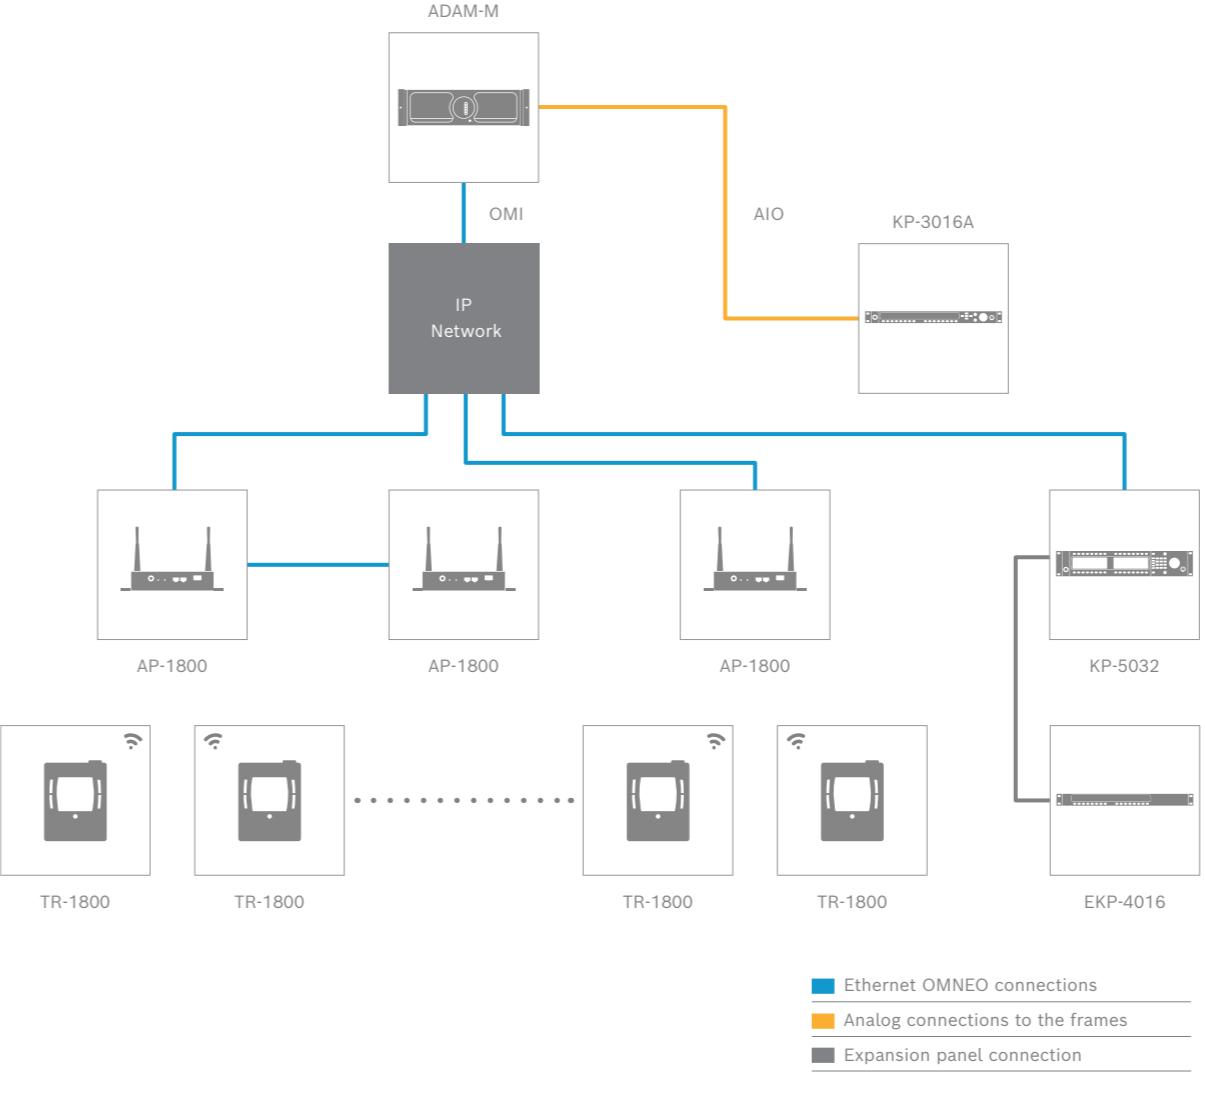 ADAM-M
OMI
AIO
KP-3016A
IP
Network
AP-1800
AP-1800
AP-1800
KP-5032
TR-1800
TR-1800
TR-1800
TR-1800
EKP-4016
Ethernet OMNEO connections
Analog connections to the frames
Expansion panel connection